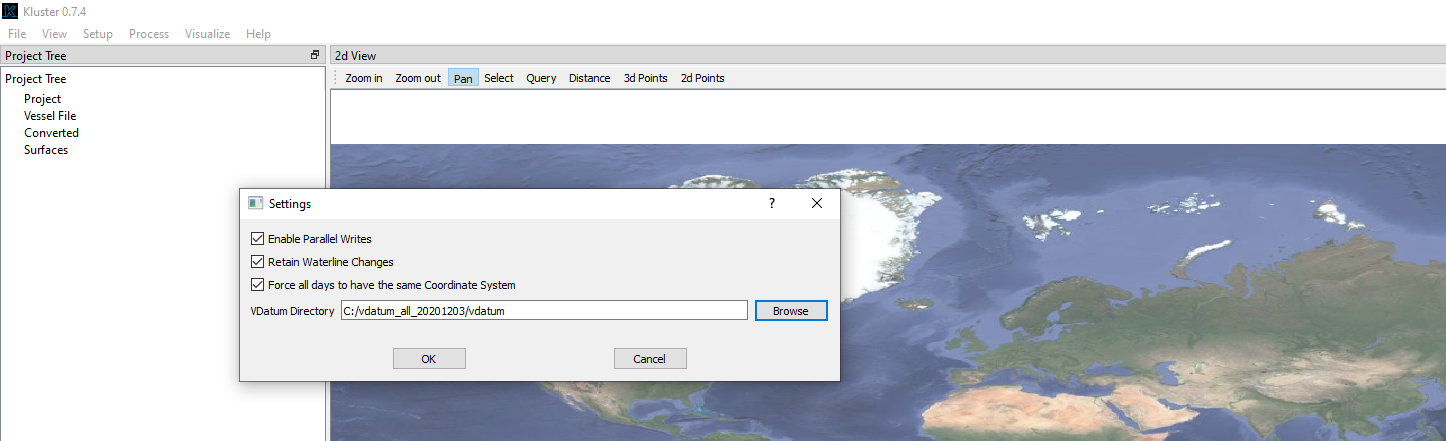 Kluster 0.7.4
File View Setup Process Visualize Help
Project Tree
2d View
Project Tree
Project
Vessel File
Converted
Surfaces
Zoom in Zoom out Pan Select Query Distance 3d Points 2d Points
Settings ?
Enable Parallel Writes
Retain Waterline Changes
Force all days to have the same Coordinate System
VDatum Directory C:/vdatum_all_20201203/vdatum Browse
OK Cancel